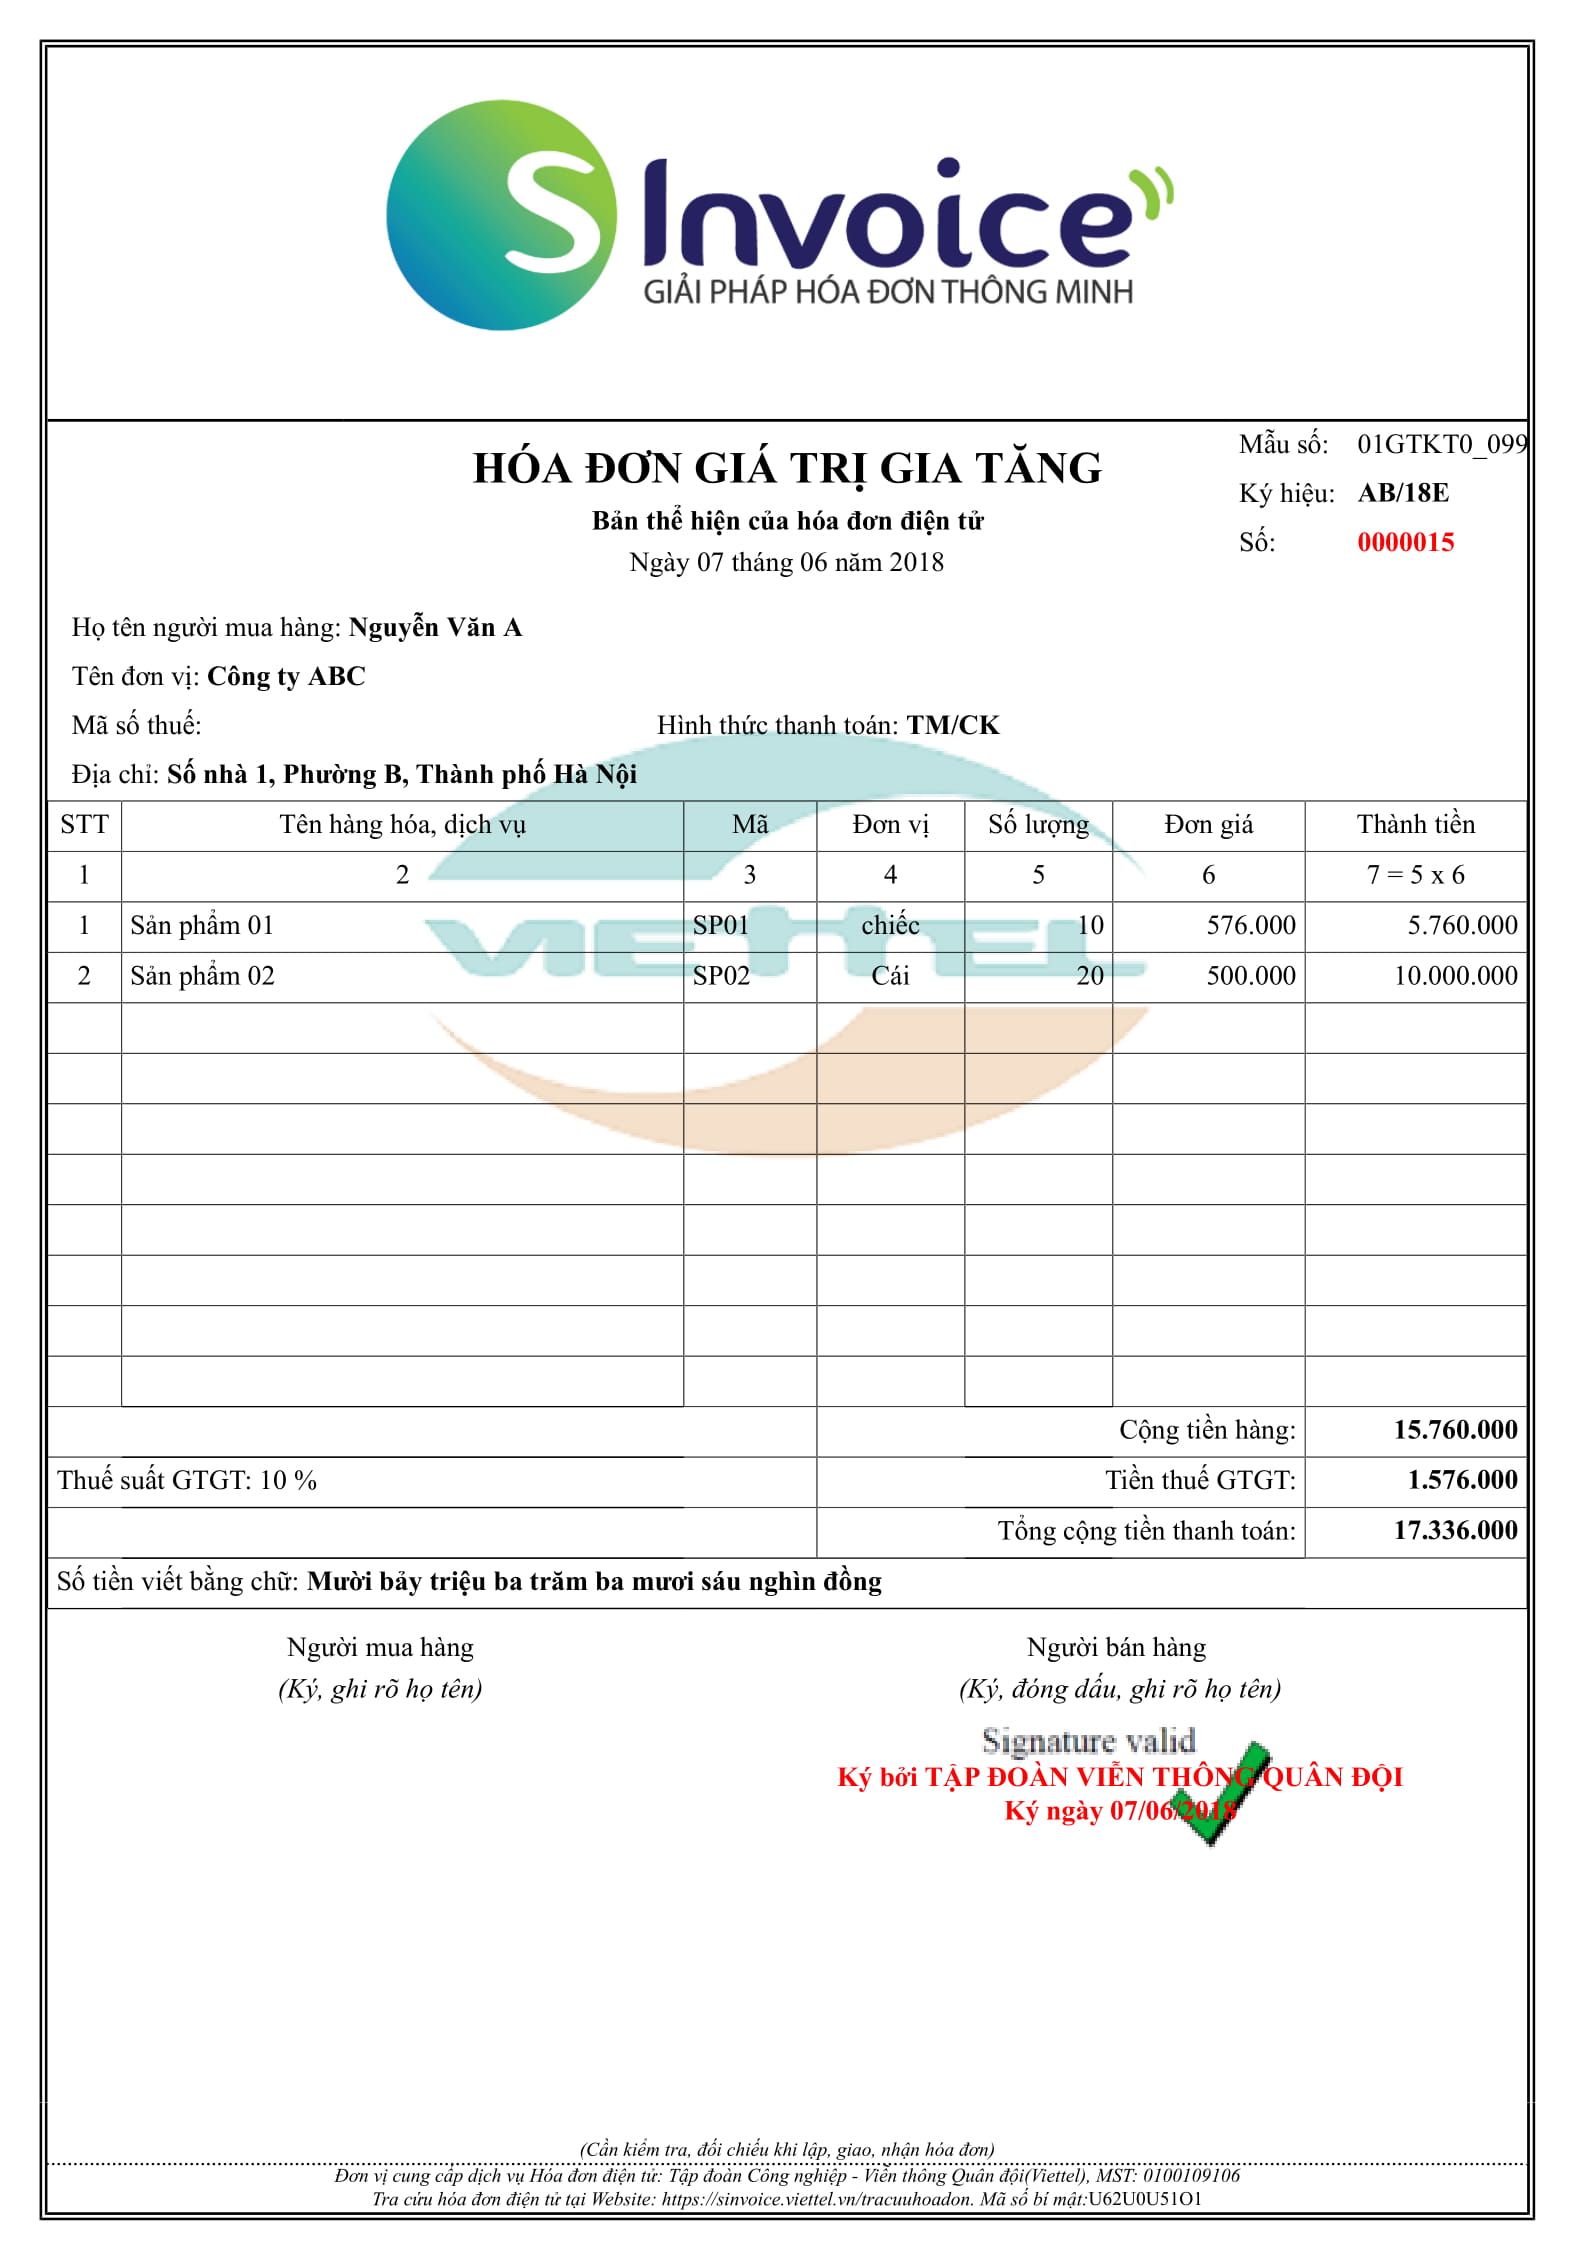 S Invoice
GIẢI PHÁP HÓA ĐƠN THÔNG MINH
HÓA ĐƠN GIÁ TRỊ GIA TĂNG
Bản thể hiện của hóa đơn điện tử
Ngày 07 tháng 06 năm 2018
Mẫu số: 01GTKT0_099
Ký hiệu: AB/18E
Số: 0000015
Họ tên người mua hàng: Nguyễn Văn A
Tên đơn vị: Công ty ABC
Mã số thuế: Hình thức thanh toán: TM/CK
Địa chỉ: Số nhà 1, Phường B, Thành phố Hà Nội
STT Tên hàng hóa, dịch vụ Mã Đơn vị Số lượng Đơn giá Thành tiền
1 2 3 4 5 6 7 = 5 x 6
1 Sản phẩm 01 SP01 chiếc 10 576.000 5.760.000
VIETTEL
2 Sản phẩm 02 SP02 Cái 20 500.000 10.000.000
Cộng tiền hàng: 15.760.000
Thuế suất GTGT: 10 % Tiền thuế GTGT: 1.576.000
Tổng cộng tiền thanh toán: 17.336.000
Số tiền viết bằng chữ: Mười bảy triệu ba trăm ba mươi sáu nghìn đồng
Người mua hàng Người bán hàng
(Ký, ghi rõ họ tên) (Ký, đóng dấu, ghi rõ họ tên)
Signature valid
Ký bởi TẬP ĐOÀN VIỄN THÔNG QUÂN ĐỘI
Ký ngày 07/06/2018
(Cần kiểm tra, đối chiếu khi lập, giao, nhận hóa đơn)
Đơn vị cung cấp dịch vụ Hóa đơn điện tử: Tập đoàn Công nghiệp - Viễn thông Quân đội(Viettel), MST: 0100109106
Tra cứu hóa đơn điện tử tại Website: https://sinvoice.viettel.vn/tracuuhoadon. Mã số bí mật:U62U0U51O1